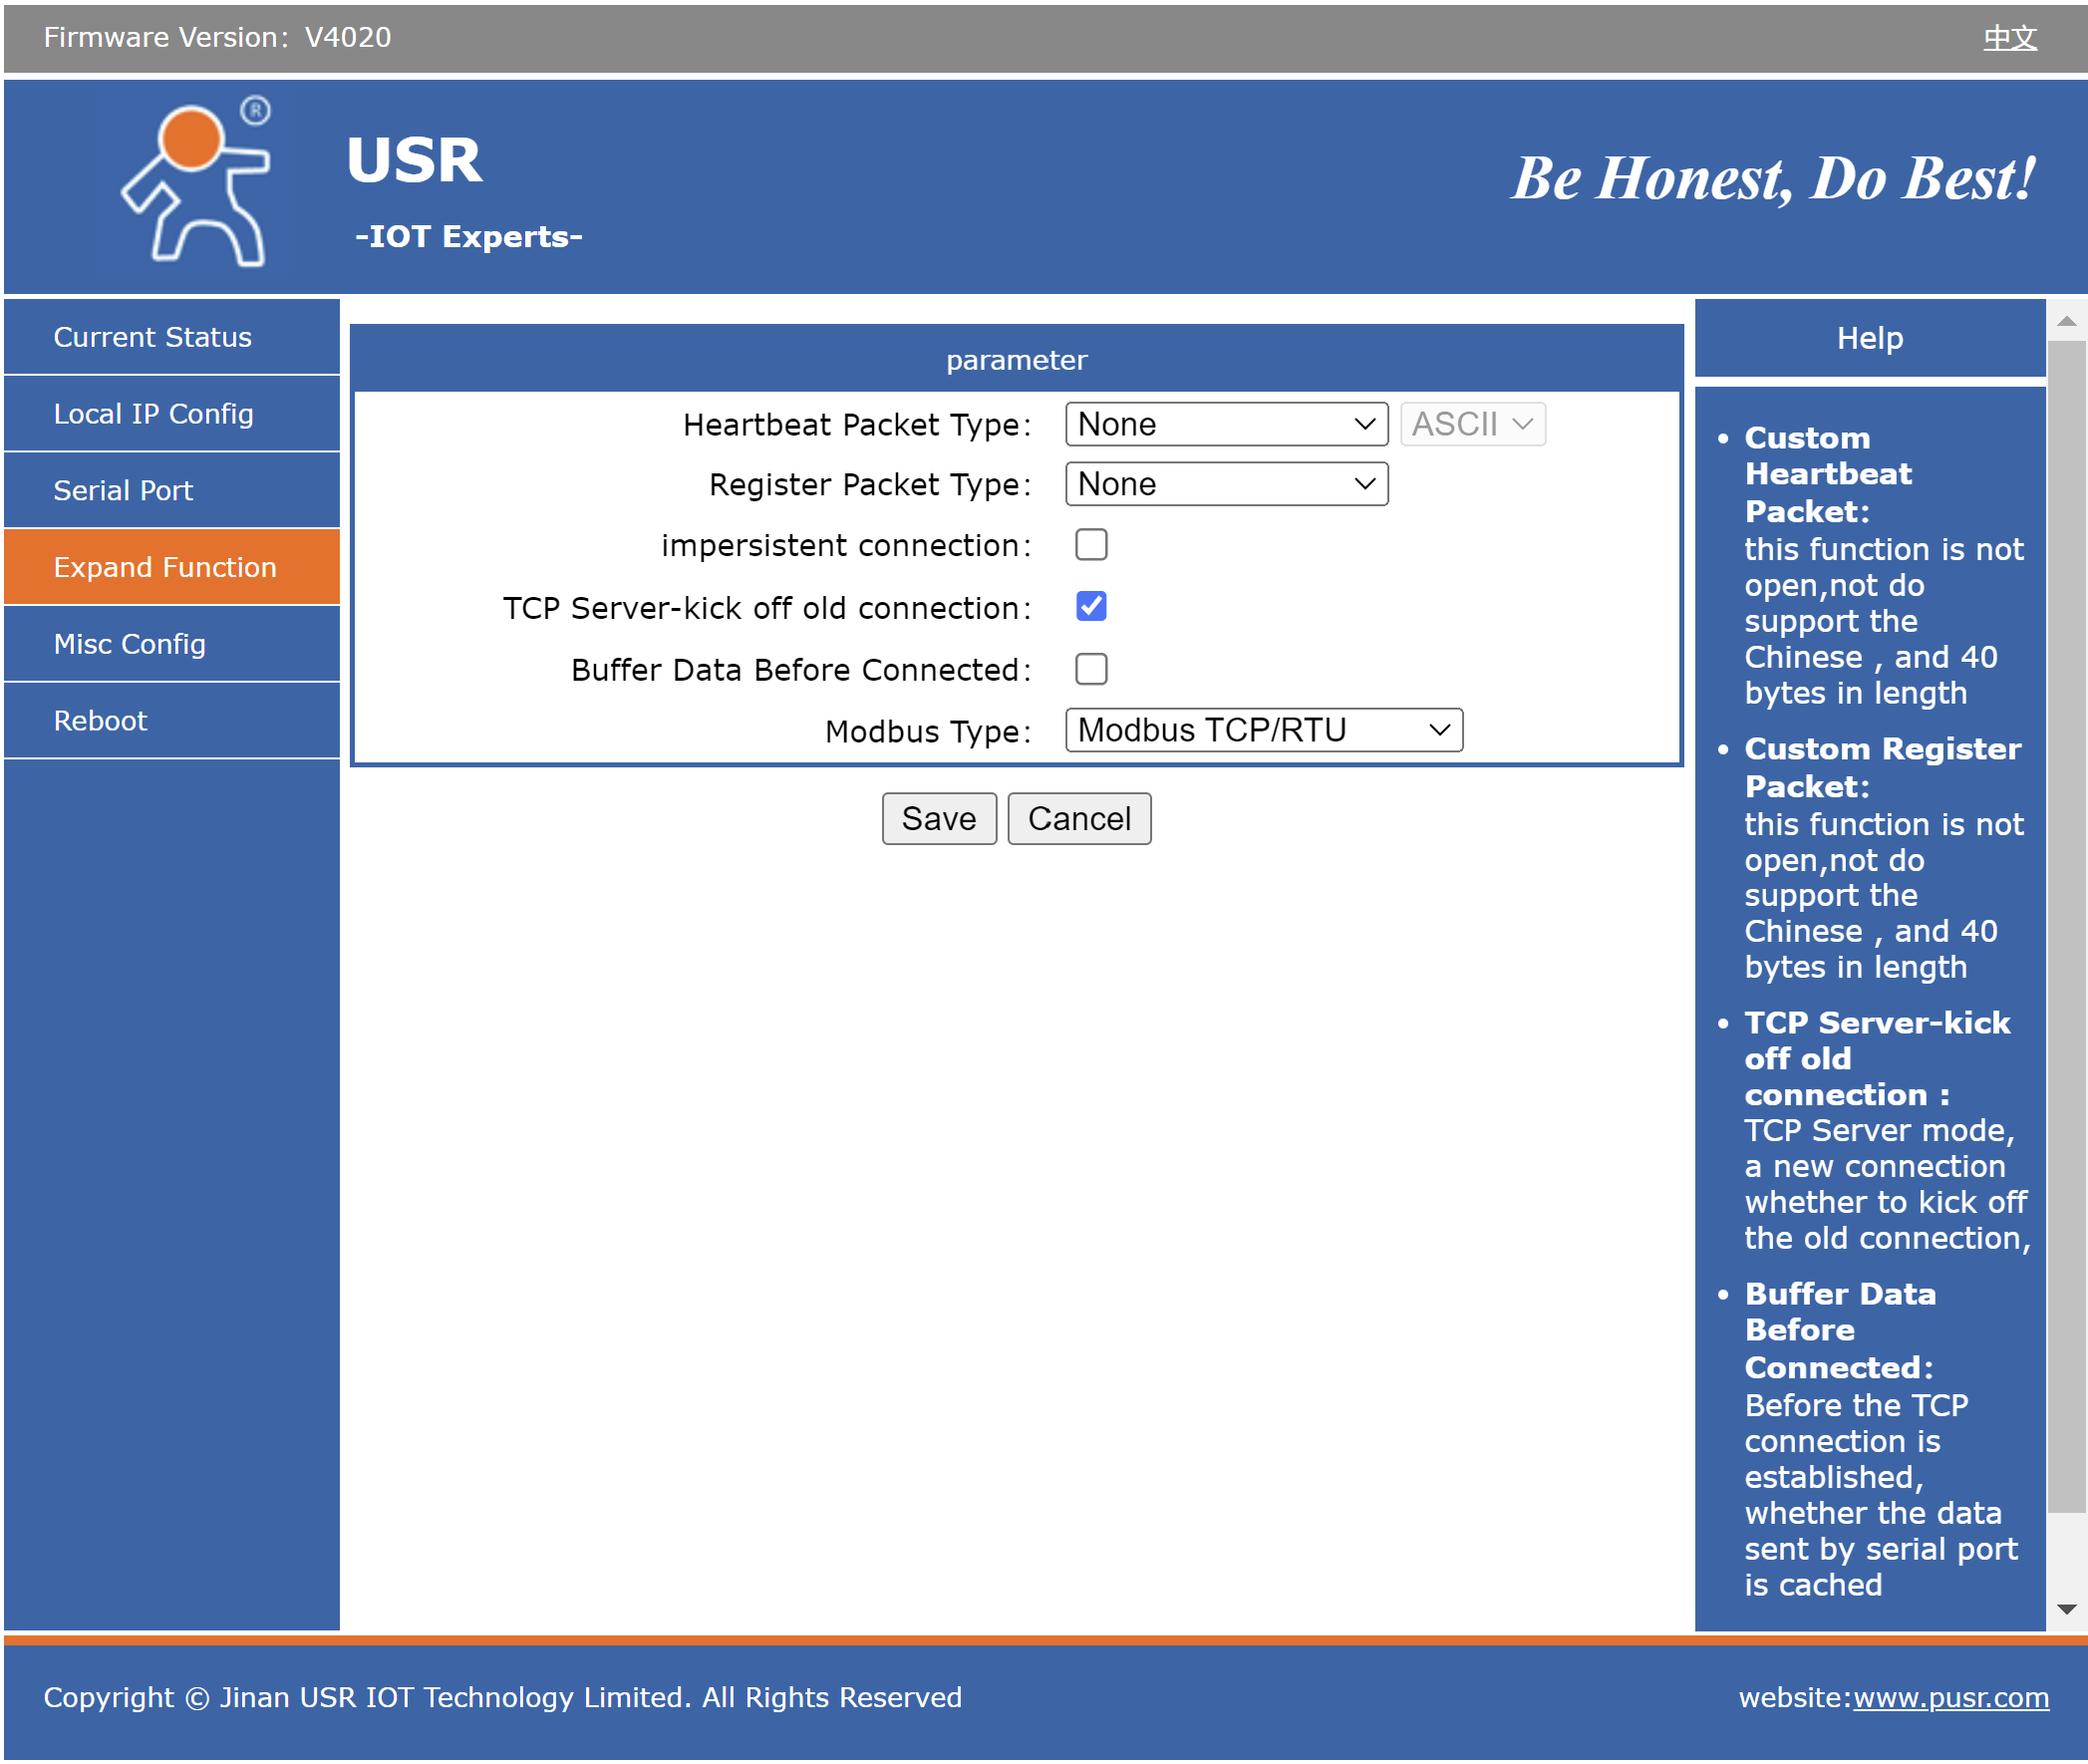 Firmware Version： V4020
中文
®
USR
-IOT Experts-
Be Honest, Do Best!
Current Status
Local IP Config
Serial Port
Expand Function
Misc Config
Reboot
parameter
Heartbeat Packet Type： None ASCII
Register Packet Type： None
impersistent connection：
TCP Server-kick off old connection：
Buffer Data Before Connected：
Modbus Type： Modbus TCP/RTU
Save Cancel
Help
• Custom
Heartbeat
Packet：
this function is not
open,not do
support the
Chinese , and 40
bytes in length
• Custom Register
Packet：
this function is not
open,not do
support the
Chinese , and 40
bytes in length
• TCP Server-kick
off old
connection :
TCP Server mode,
a new connection
whether to kick off
the old connection,
• Buffer Data
Before
Connected：
Before the TCP
connection is
established,
whether the data
sent by serial port
is cached
Copyright © Jinan USR IOT Technology Limited. All Rights Reserved
website:www.pusr.com